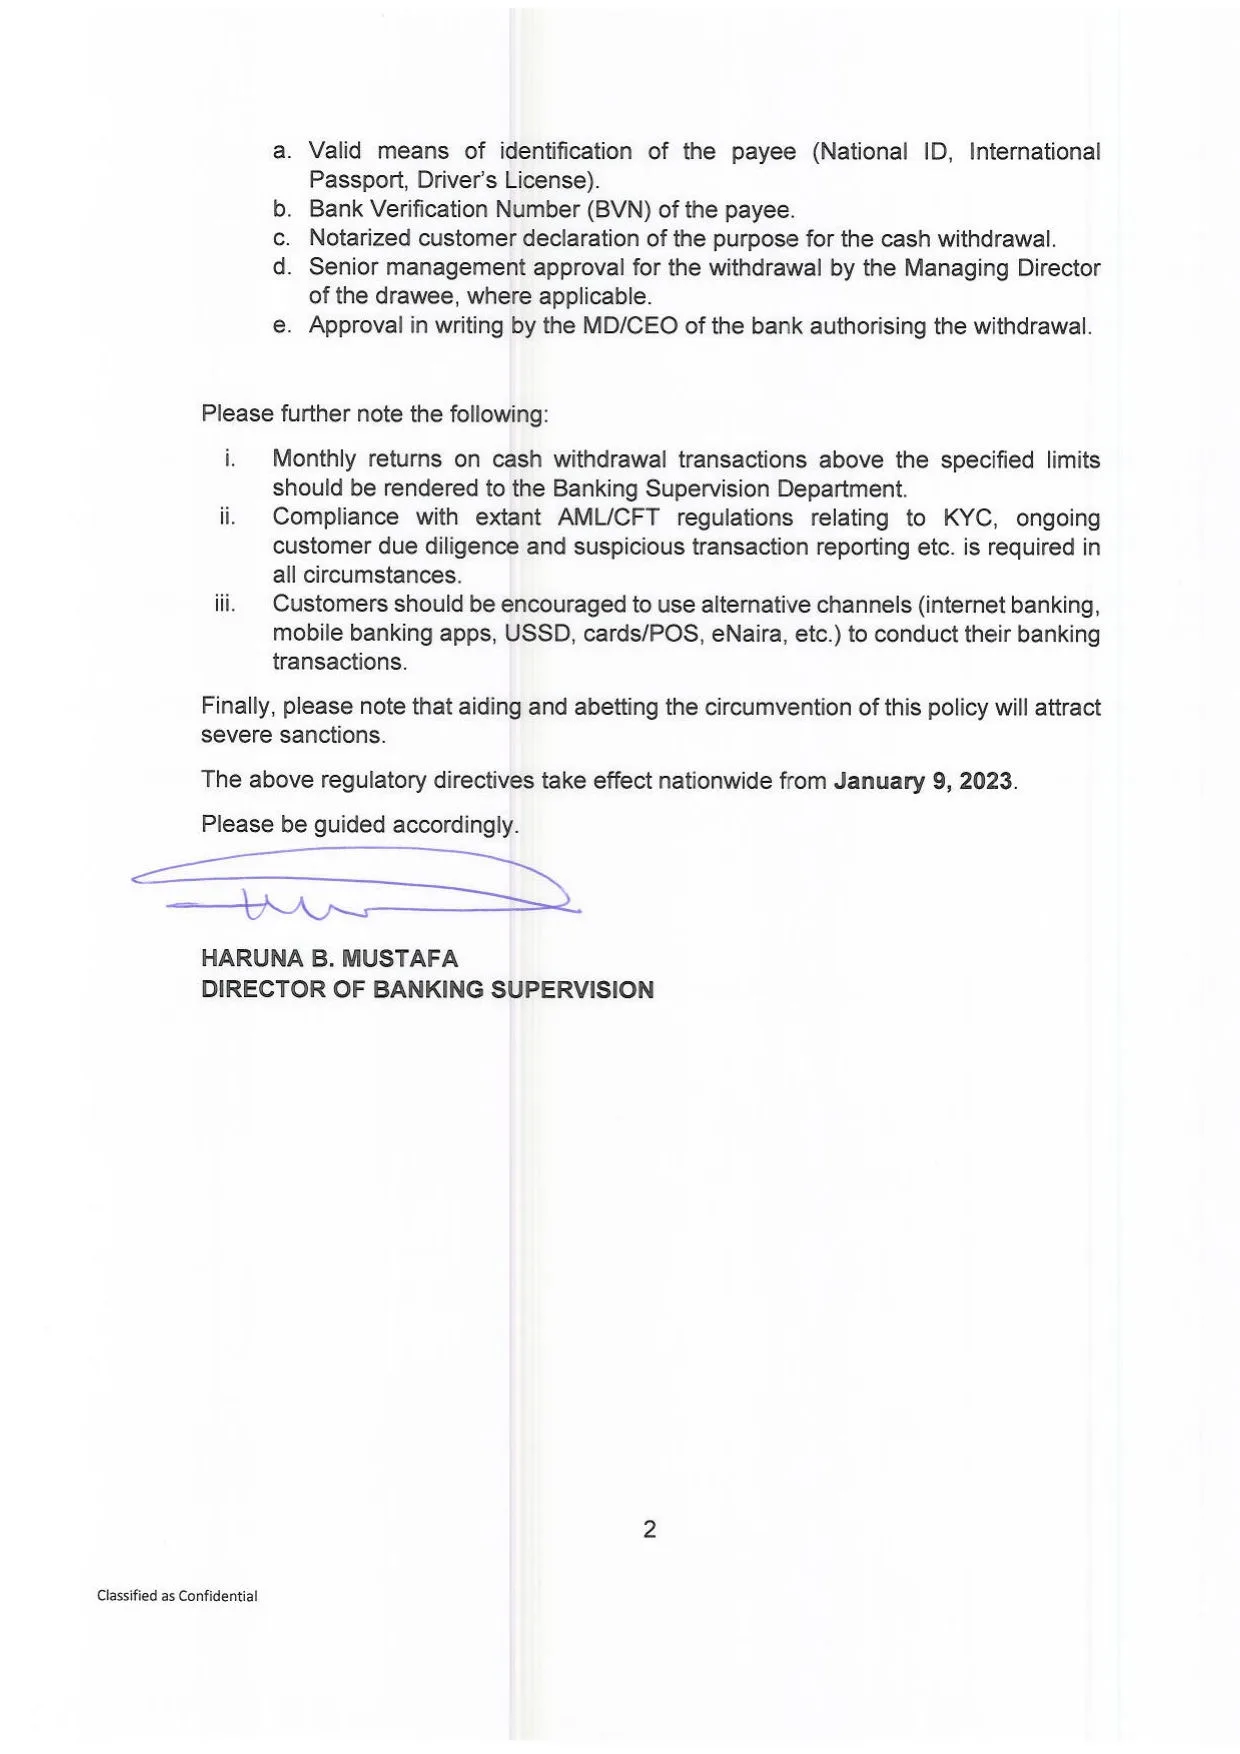 a. Valid means of identification of the payee (National ID, International
Passport, Driver's License).
b. Bank Verification Number (BVN) of the payee.
c. Notarized customer declaration of the purpose for the cash withdrawal.
d. Senior management approval for the withdrawal by the Managing Director
of the drawee, where applicable.
e. Approval in writing by the MD/CEO of the bank authorising the withdrawal.
Please further note the following:
i. Monthly returns on cash withdrawal transactions above the specified limits
should be rendered to the Banking Supervision Department.
ii. Compliance with extant AML/CFT regulations relating to KYC, ongoing
customer due diligence and suspicious transaction reporting etc. is required in
all circumstances.
iii. Customers should be encouraged to use alternative channels (internet banking,
mobile banking apps, USSD, cards/POS, eNaira, etc.) to conduct their banking
transactions.
Finally, please note that aiding and abetting the circumvention of this policy will attract
severe sanctions.
The above regulatory directives take effect nationwide from January 9, 2023.
Please be guided accordingly.
HARUNA B. MUSTAFA
DIRECTOR OF BANKING SUPERVISION
2
Classified as Confidential